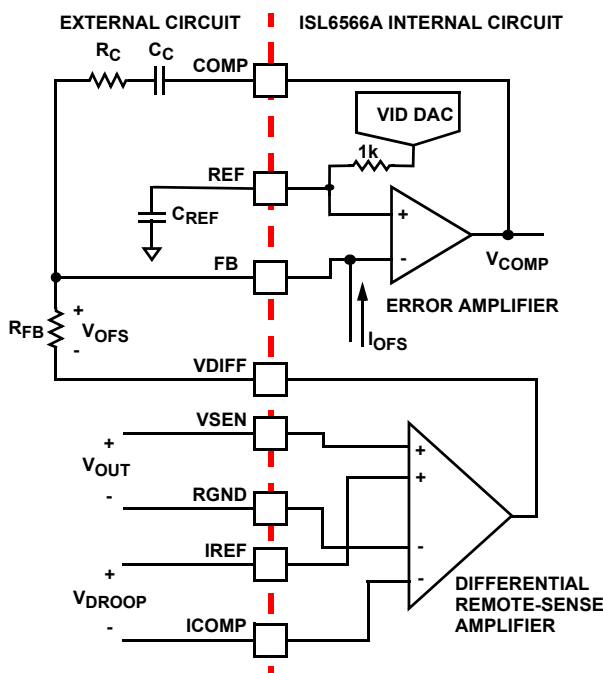 EXTERNAL CIRCUIT
ISL6566A INTERNAL CIRCUIT
RC
CC
COMP
VID DAC
1k
REF
CREF
+
-
VCOMP
FB
ERROR AMPLIFIER
IOFS
RFB
+
VOFS
-
VDIFF
VSEN
+
VOUT
-
RGND
IREF
+
VDROOP
-
ICOMP
+
+
-
-
DIFFERENTIAL
REMOTE-SENSE
AMPLIFIER